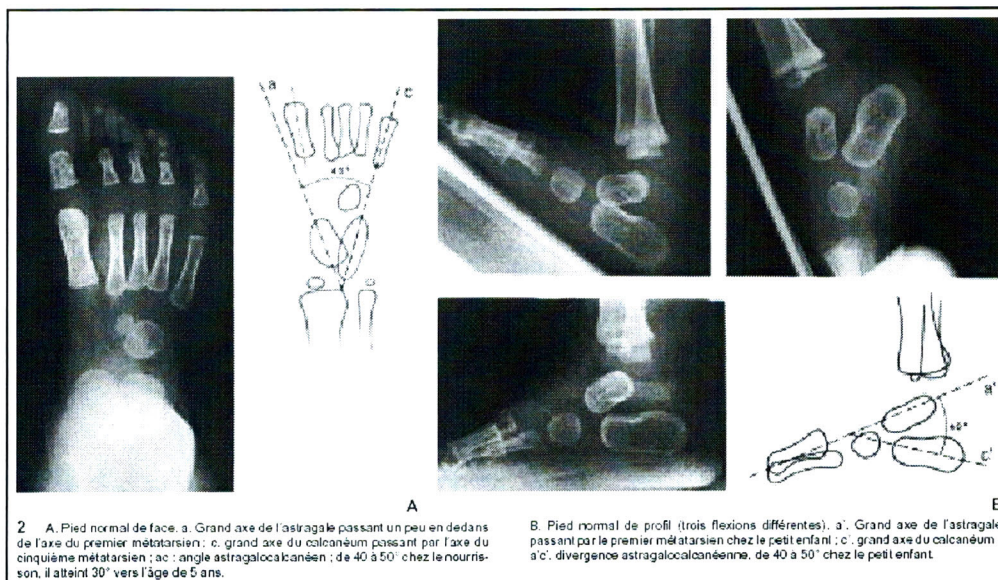 a
c
43°
A
a'
60°
c'
B
2 A. Pied normal de face. a. Grand axe de l'astragale passant un peu en dedans
de l'axe du premier métatarsien ; c. grand axe du calcanéum passant par l'axe du
cinquième métatarsien ; ac : angle astragalocalcanéen ; de 40 à 50° chez le nourris-
son, il atteint 30° vers l'âge de 5 ans.
B. Pied normal de profil (trois flexions différentes). a'. Grand axe de l'astragale
passant par le premier métatarsien chez le petit enfant ; c'. grand axe du calcanéum
a'c'. divergence astragalocalcanéenne, de 40 à 50° chez le petit enfant.